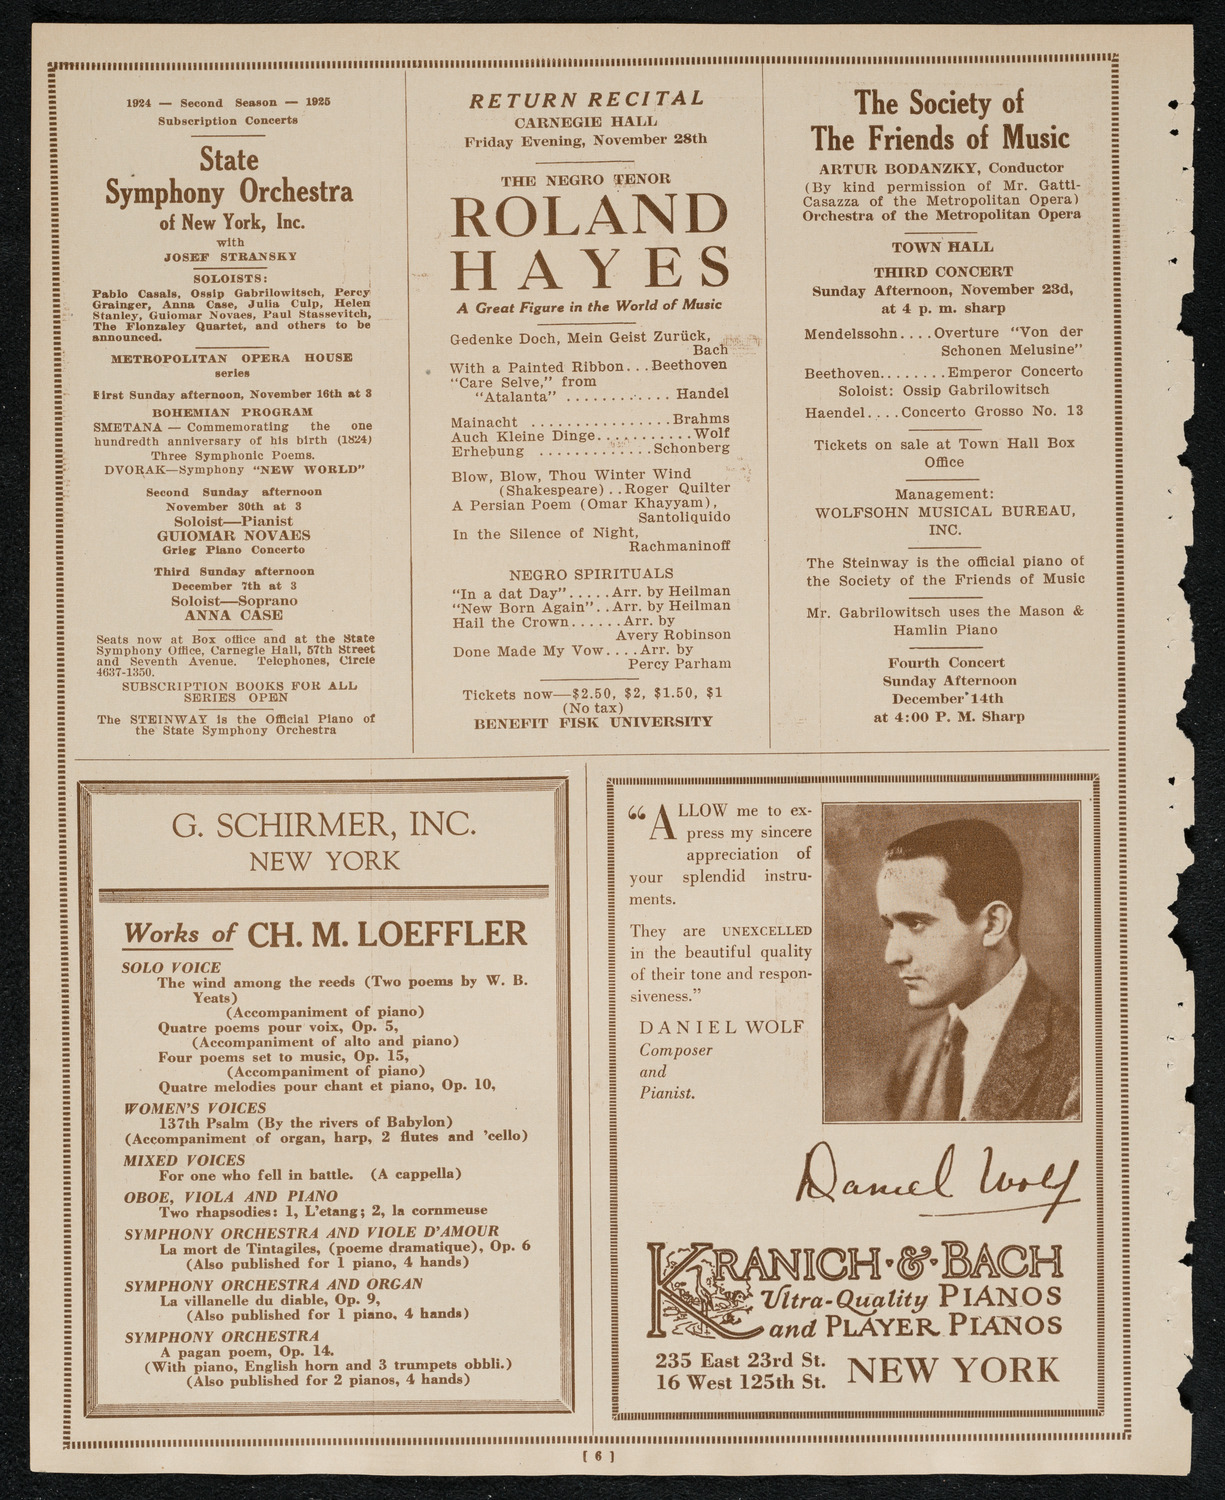 1924 — Second Season — 1925
Subscription Concerts
State
Symphony Orchestra
of New York, Inc.
with
JOSEF STRANSKY
SOLOISTS:
Pablo Casals, Ossip Gabrilowitsch, Percy
Grainger, Anna Case, Julia Culp, Helen
Stanley, Guiomar Novaes, Paul Stassevitch,
The Flonzaley Quartet, and others to be
announced.
METROPOLITAN OPERA HOUSE
series
First Sunday afternoon, November 16th at 3
BOHEMIAN PROGRAM
SMETANA — Commemorating the one
hundredth anniversary of his birth (1824)
Three Symphonic Poems.
DVORAK—Symphony "NEW WORLD"
Second Sunday afternoon
November 30th at 3
Soloist—Pianist
GUIOMAR NOVAES
Grieg Piano Concerto
Third Sunday afternoon
December 7th at 3
Soloist—Soprano
ANNA CASE
Seats now at Box office and at the State
Symphony Office, Carnegie Hall, 57th Street
and Seventh Avenue. Telephones, Circle
4637-1350.
SUBSCRIPTION BOOKS FOR ALL
SERIES OPEN
The STEINWAY is the Official Piano of
the State Symphony Orchestra
RETURN RECITAL
CARNEGIE HALL
Friday Evening, November 28th
THE NEGRO TENOR
ROLAND
HAYES
A Great Figure in the World of Music
Gedenke Doch, Mein Geist Zurück,
Bach
With a Painted Ribbon...Beethoven
"Care Selve," from
"Atalanta" ............. Handel
Mainacht ................Brahms
Auch Kleine Dinge...........Wolf
Erhebung .............Schonberg
Blow, Blow, Thou Winter Wind
(Shakespeare)..Roger Quilter
A Persian Poem (Omar Khayyam),
Santoliquido
In the Silence of Night,
Rachmaninoff
NEGRO SPIRITUALS
"In a dat Day".....Arr. by Heilman
"New Born Again"..Arr. by Heilman
Hail the Crown......Arr. by
Avery Robinson
Done Made My Vow....Arr. by
Percy Parham
Tickets now—$2.50, $2, $1.50, $1
(No tax)
BENEFIT FISK UNIVERSITY
The Society of
The Friends of Music
ARTUR BODANZKY, Conductor
(By kind permission of Mr. Gatti-
Casazza of the Metropolitan Opera)
Orchestra of the Metropolitan Opera
TOWN HALL
THIRD CONCERT
Sunday Afternoon, November 23d,
at 4 p. m. sharp
Mendelssohn....Overture "Von der
Schonen Melusine"
Beethoven........Emperor Concerto
Soloist: Ossip Gabrilowitsch
Haendel....Concerto Grosso No. 13
Tickets on sale at Town Hall Box
Office
Management:
WOLFSOHN MUSICAL BUREAU,
INC.
The Steinway is the official piano of
the Society of the Friends of Music
Mr. Gabrilowitsch uses the Mason &
Hamlin Piano
Fourth Concert
Sunday Afternoon
December 14th
at 4:00 P. M. Sharp
G. SCHIRMER, INC.
NEW YORK
Works of CH. M. LOEFFLER
SOLO VOICE
The wind among the reeds (Two poems by W. B.
Yeats)
(Accompaniment of piano)
Quatre poems pour voix, Op. 5,
(Accompaniment of alto and piano)
Four poems set to music, Op. 15,
(Accompaniment of piano)
Quatre melodies pour chant et piano, Op. 10,
WOMEN'S VOICES
137th Psalm (By the rivers of Babylon)
(Accompaniment of organ, harp, 2 flutes and 'cello)
MIXED VOICES
For one who fell in battle. (A cappella)
OBOE, VIOLA AND PIANO
Two rhapsodies: 1, L'etang; 2, la cornmeuse
SYMPHONY ORCHESTRA AND VIOLE D'AMOUR
La mort de Tintagiles, (poeme dramatique), Op. 6
(Also published for 1 piano, 4 hands)
SYMPHONY ORCHESTRA AND ORGAN
La villanelle du diable, Op. 9,
(Also published for 1 piano, 4 hands)
SYMPHONY ORCHESTRA
A pagan poem, Op. 14.
(With piano, English horn and 3 trumpets obbli.)
(Also published for 2 pianos, 4 hands)
"ALLOW me to ex-
press my sincere
appreciation of
your splendid instru-
ments.
They are UNEXCELLED
in the beautiful quality
of their tone and respon-
siveness."
DANIEL WOLF
Composer
and
Pianist.
Daniel Wolf
KRANICH·&·BACH
Ultra-Quality PIANOS
and PLAYER PIANOS
235 East 23rd St.
16 West 125th St.
NEW YORK
[ 6 ]